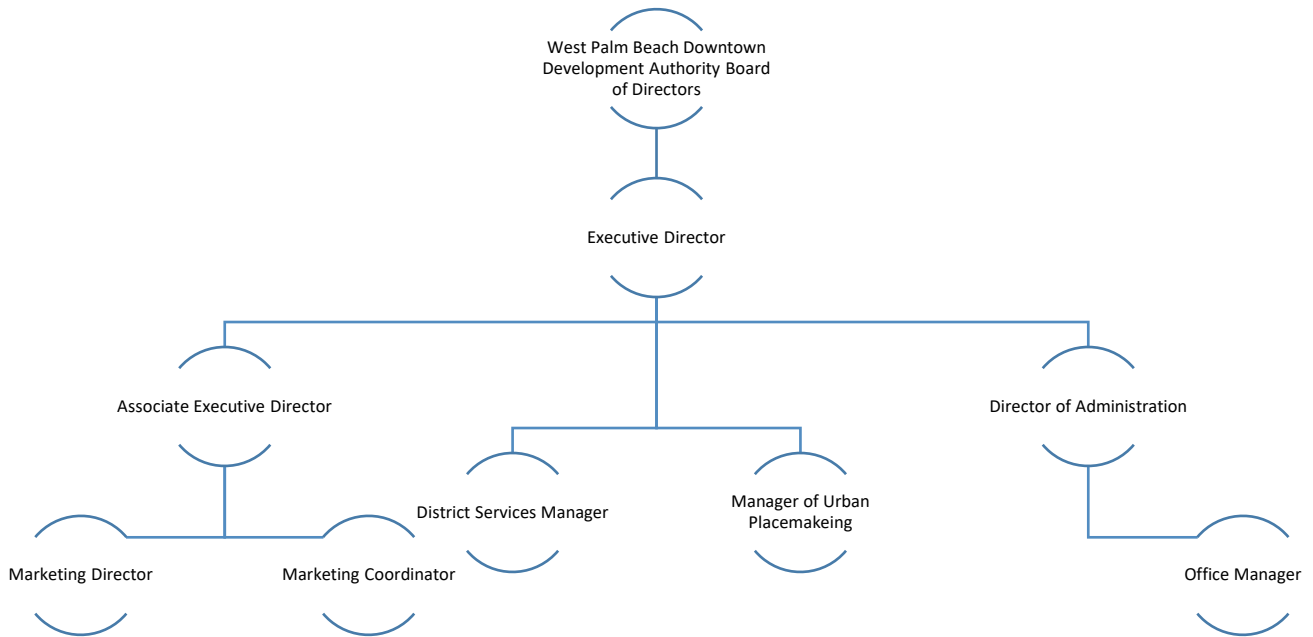 West Palm Beach Downtown
Development Authority Board
of Directors
Executive Director
Associate Executive Director
Director of Administration
District Services Manager
Manager of Urban
Placemakeing
Marketing Director
Marketing Coordinator
Office Manager